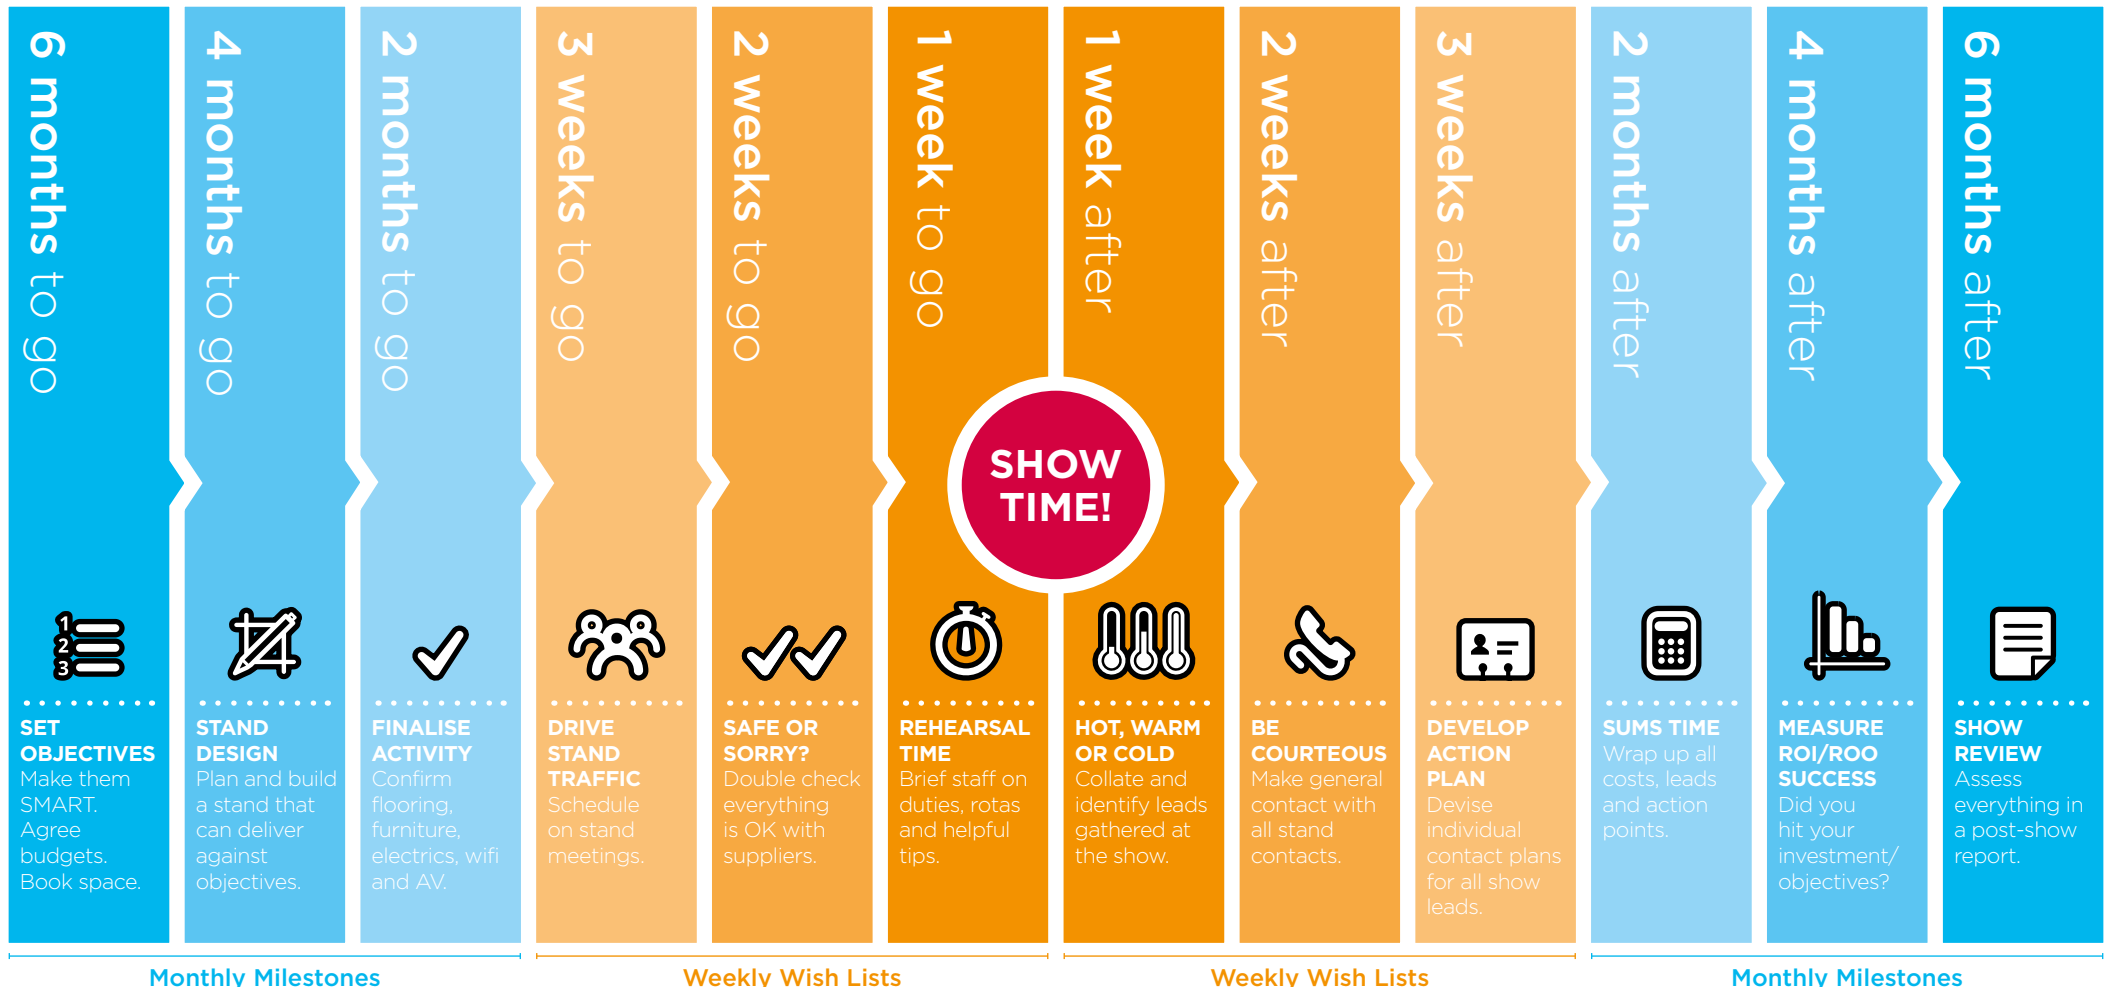 6 months to go
1
2
3
SET
OBJECTIVES
Make them
SMART.
Agree
budgets.
Book space.
4 months to go
STAND
DESIGN
Plan and build
a stand that
can deliver
against
objectives.
2 months to go
FINALISE
ACTIVITY
Confirm
flooring,
furniture,
electrics, wifi
and AV.
3 weeks to go
DRIVE
STAND
TRAFFIC
Schedule
on stand
meetings.
2 weeks to go
SAFE OR
SORRY?
Double check
everything
is OK with
suppliers.
1 week to go
REHEARSAL
TIME
Brief staff on
duties, rotas
and helpful
tips.
SHOW
TIME!
1 week after
HOT, WARM
OR COLD
Collate and
identify leads
gathered at
the show.
2 weeks after
BE
COURTEOUS
Make general
contact with
all stand
contacts.
3 weeks after
DEVELOP
ACTION
PLAN
Devise
individual
contact plans
for all show
leads.
2 months after
SUMS TIME
Wrap up all
costs, leads
and action
points.
4 months after
MEASURE
ROI/ROO
SUCCESS
Did you
hit your
investment/
objectives?
6 months after
SHOW
REVIEW
Assess
everything in
a post-show
report.
Monthly Milestones
Weekly Wish Lists
Weekly Wish Lists
Monthly Milestones